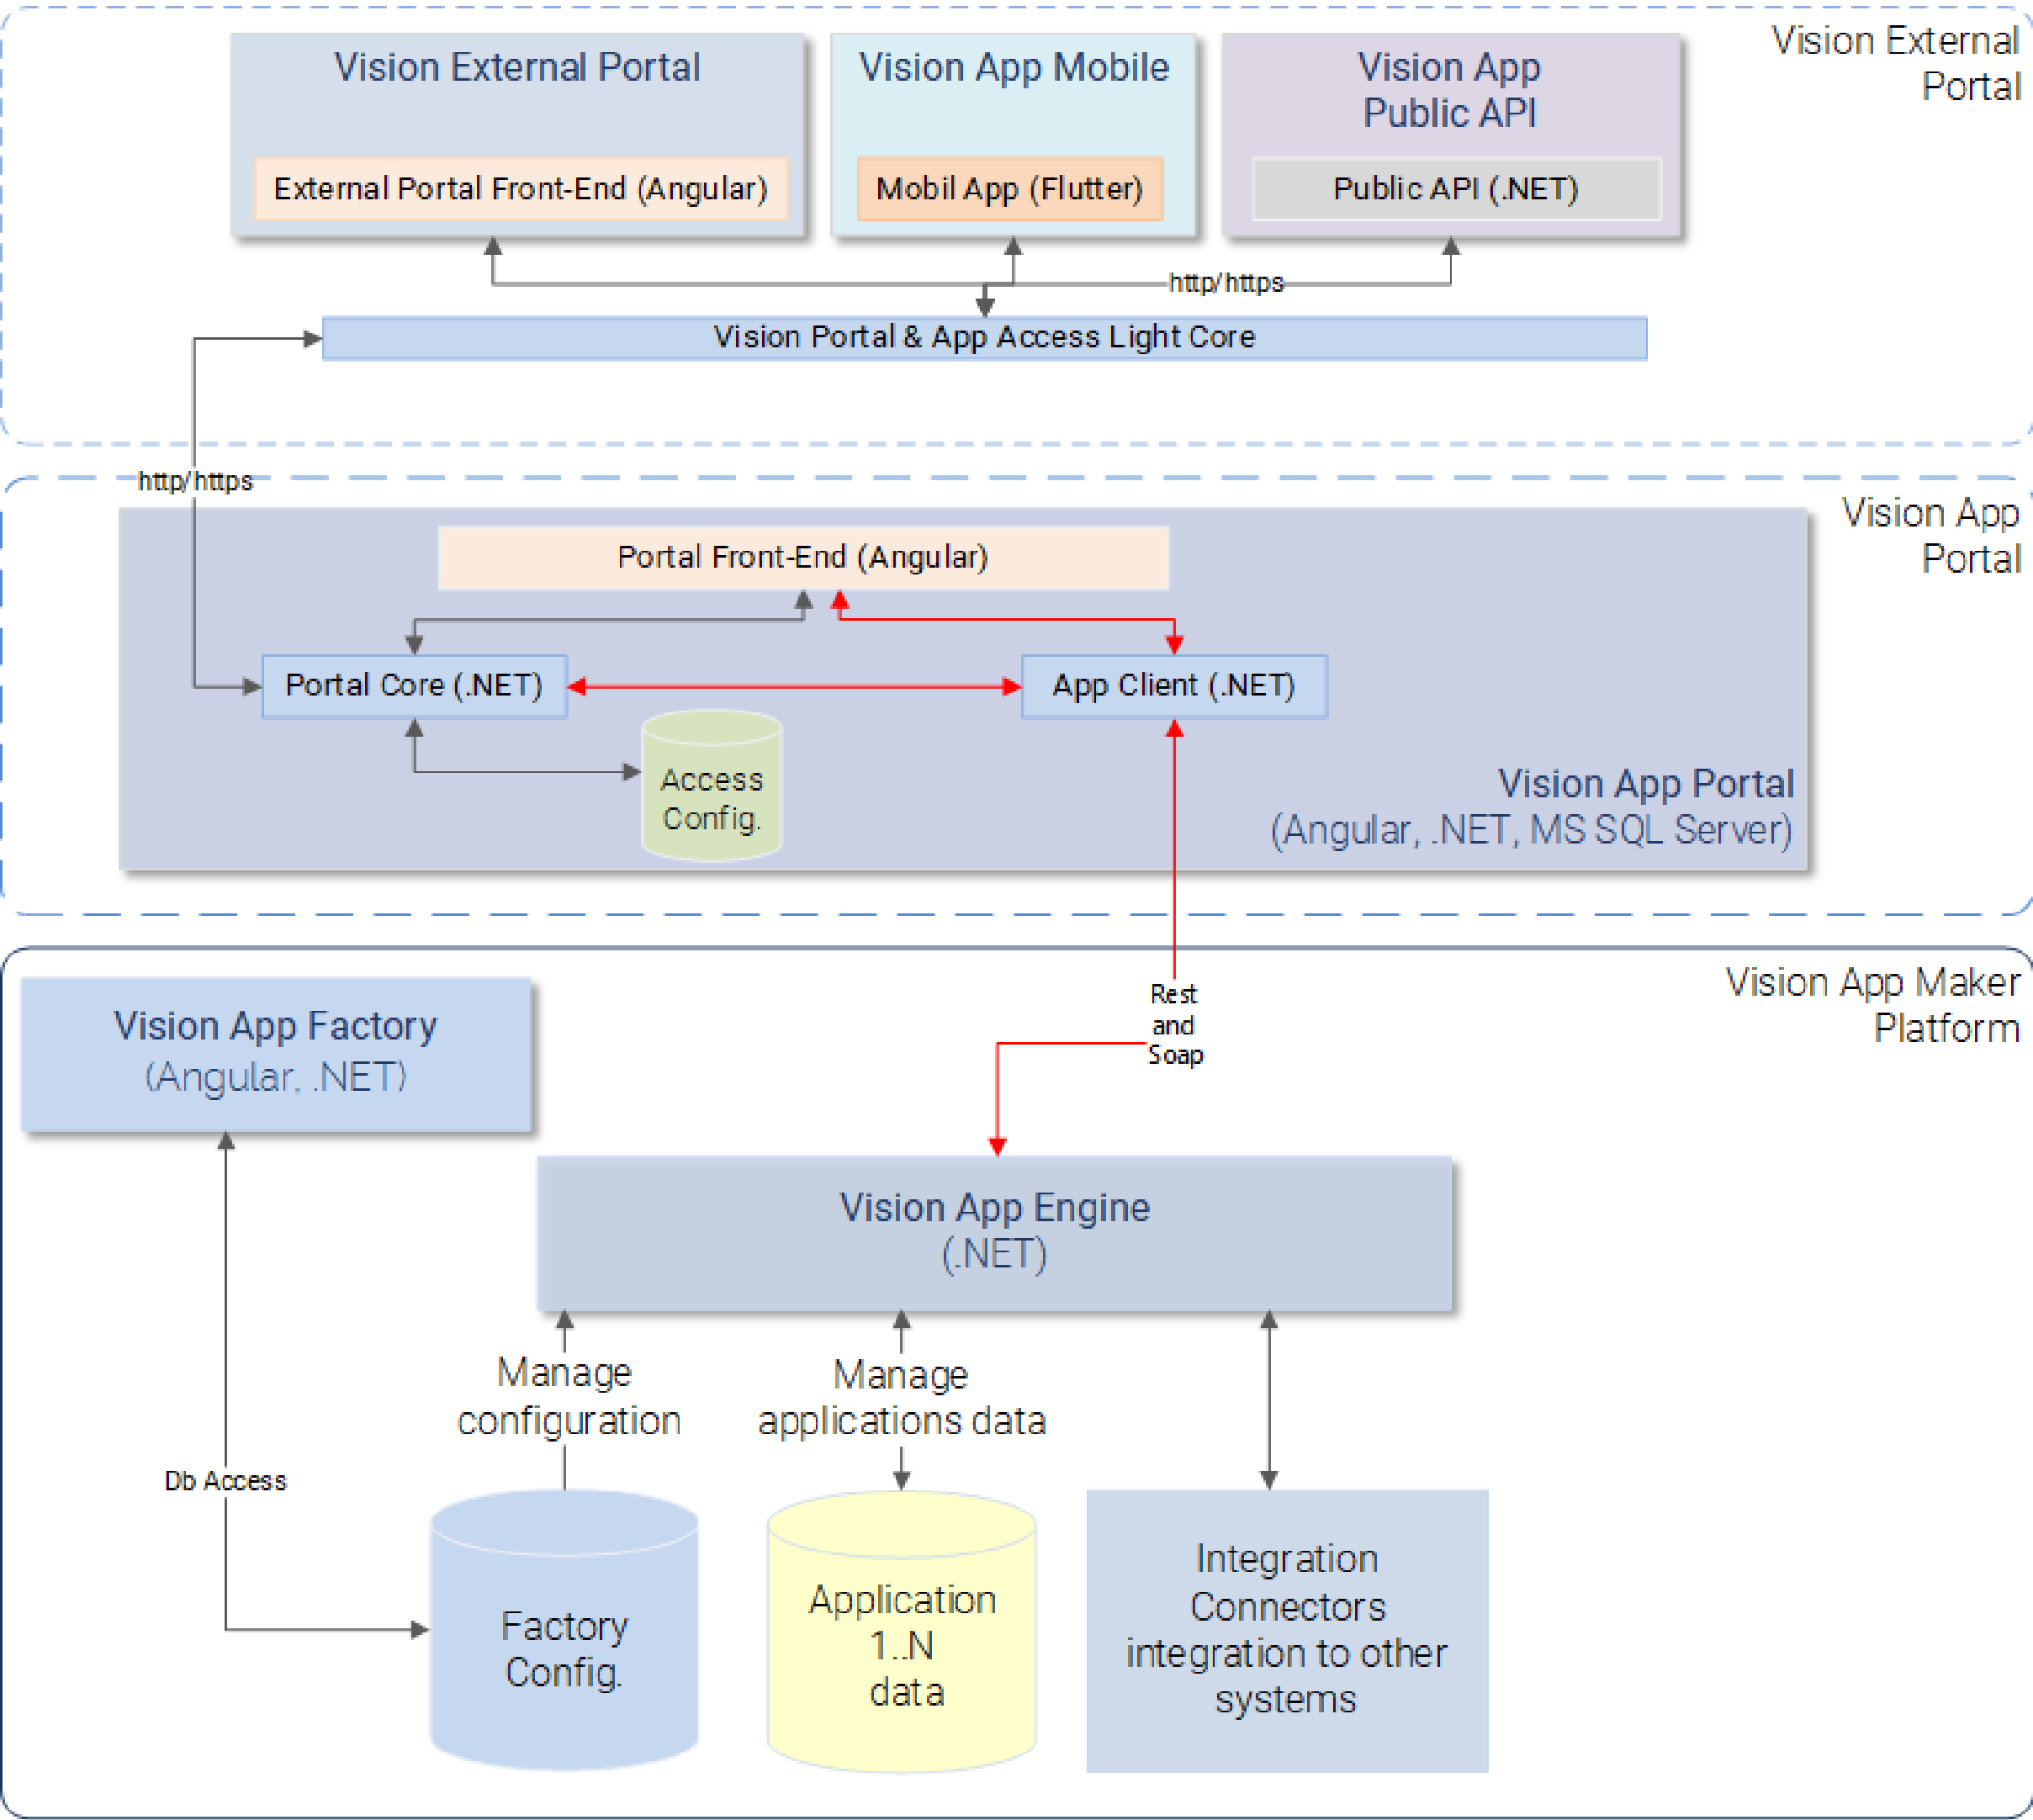 Vision External
Portal
Vision External Portal
External Portal Front-End (Angular)
Vision App Mobile
Mobil App (Flutter)
Vision App
Public API
Public API (.NET)
http/https
Vision Portal & App Access Light Core
http/https
Vision App
Portal
Portal Front-End (Angular)
Portal Core (.NET)
App Client (.NET)
Access
Config.
Vision App Portal
(Angular, .NET, MS SQL Server)
Vision App Maker
Platform
Vision App Factory
(Angular, .NET)
Rest
and
Soap
Vision App Engine
(.NET)
Manage
configuration
Manage
applications data
Db Access
Factory
Config.
Application
1..N
data
Integration
Connectors
integration to other
systems